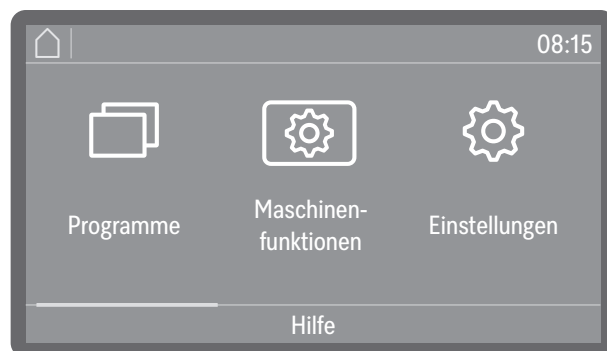 08:15
Programme
Maschinen-
funktionen
Einstellungen
Hilfe